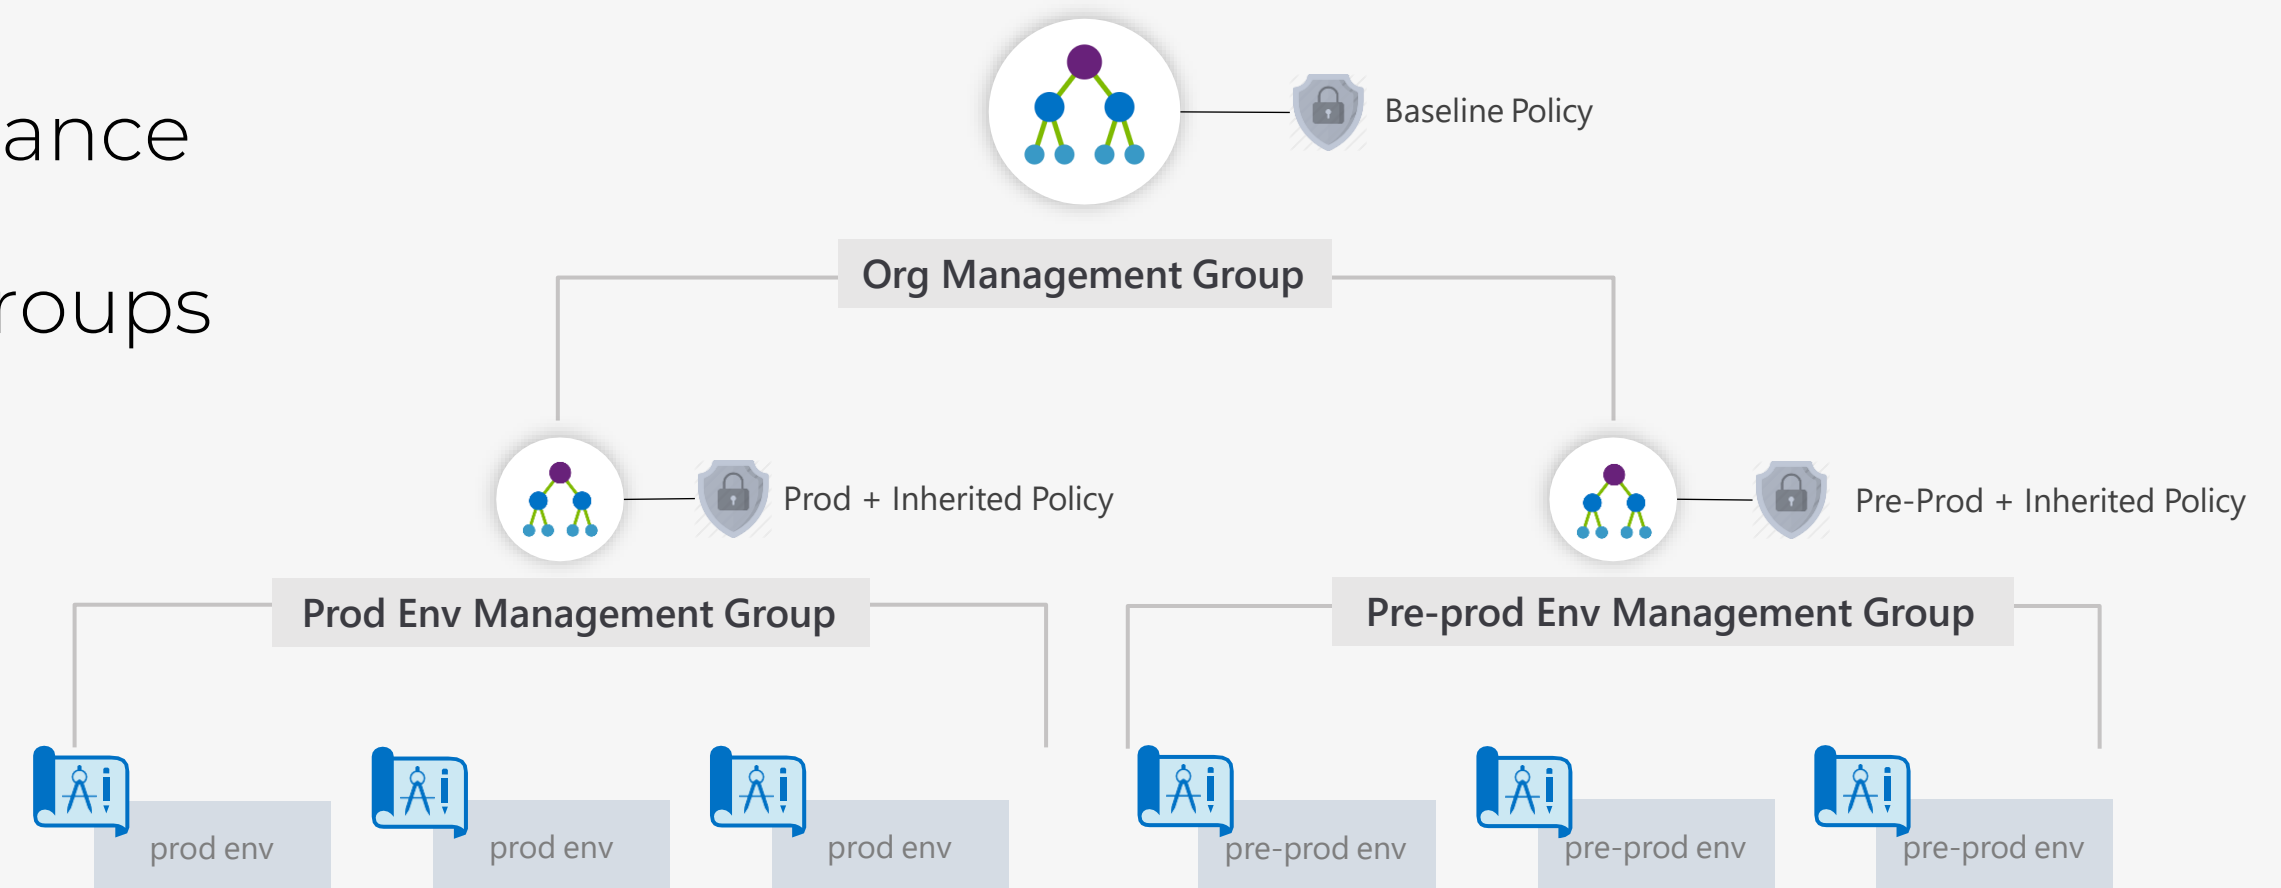 ance
roups
Baseline Policy
Org Management Group
Prod + Inherited Policy
Pre-Prod + Inherited Policy
Prod Env Management Group
Pre-prod Env Management Group
prod env
prod env
prod env
pre-prod env
pre-prod env
pre-prod env